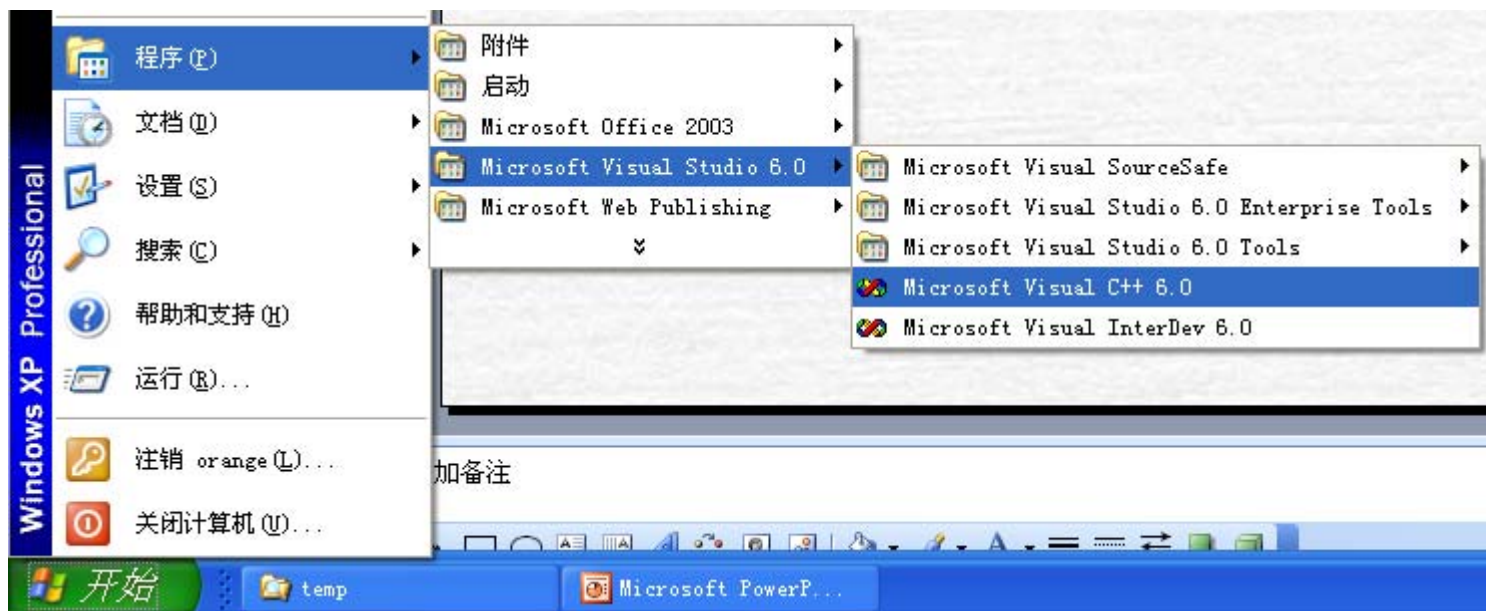 Windows XP Professional
程序(P)
文档(D)
设置(S)
搜索(C)
帮助和支持(H)
运行(R)...
注销 orange(L)...
关闭计算机(U)...
附件
启动
Microsoft Office 2003
Microsoft Visual Studio 6.0
Microsoft Web Publishing
Microsoft Visual SourceSafe
Microsoft Visual Studio 6.0 Enterprise Tools
Microsoft Visual Studio 6.0 Tools
Microsoft Visual C++ 6.0
Microsoft Visual InterDev 6.0
加备注
开始
temp
Microsoft PowerP...